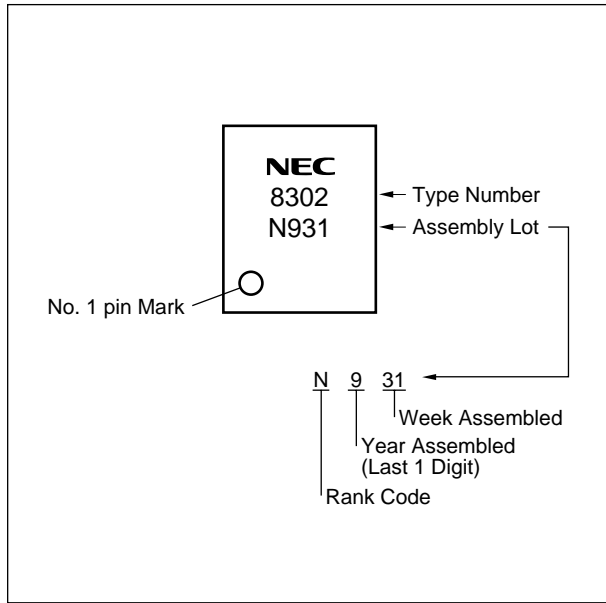 NEC
8302
N931
Type Number
Assembly Lot
No. 1 pin Mark
N 9 31
Week Assembled
Year Assembled
(Last 1 Digit)
Rank Code